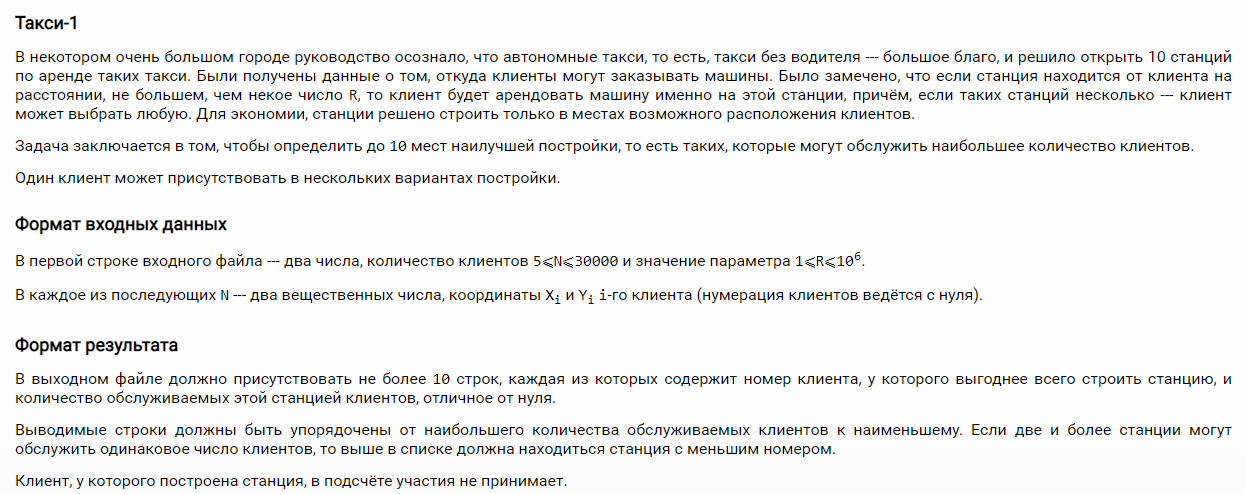 Такси-1
В некотором очень большом городе руководство осознало, что автономные такси, то есть, такси без водителя --- большое благо, и решило открыть 10 станций
по аренде таких такси. Были получены данные о том, откуда клиенты могут заказывать машины. Было замечено, что если станция находится от клиента на
расстоянии, не большем, чем некое число R, то клиент будет арендовать машину именно на этой станции, причём, если таких станций несколько --- клиент
может выбрать любую. Для экономии, станции решено строить только в местах возможного расположения клиентов.
Задача заключается в том, чтобы определить до 10 мест наилучшей постройки, то есть таких, которые могут обслужить наибольшее количество клиентов.
Один клиент может присутствовать в нескольких вариантах постройки.
Формат входных данных
В первой строке входного файла --- два числа, количество клиентов 5⩽N⩽30000 и значение параметра 1⩽R⩽10⁶.
В каждое из последующих N --- два вещественных числа, координаты Xᵢ и Yᵢ i-го клиента (нумерация клиентов ведётся с нуля).
Формат результата
В выходном файле должно присутствовать не более 10 строк, каждая из которых содержит номер клиента, у которого выгоднее всего строить станцию, и
количество обслуживаемых этой станцией клиентов, отличное от нуля.
Выводимые строки должны быть упорядочены от наибольшего количества обслуживаемых клиентов к наименьшему. Если две и более станции могут
обслужить одинаковое число клиентов, то выше в списке должна находиться станция с меньшим номером.
Клиент, у которого построена станция, в подсчёте участия не принимает.